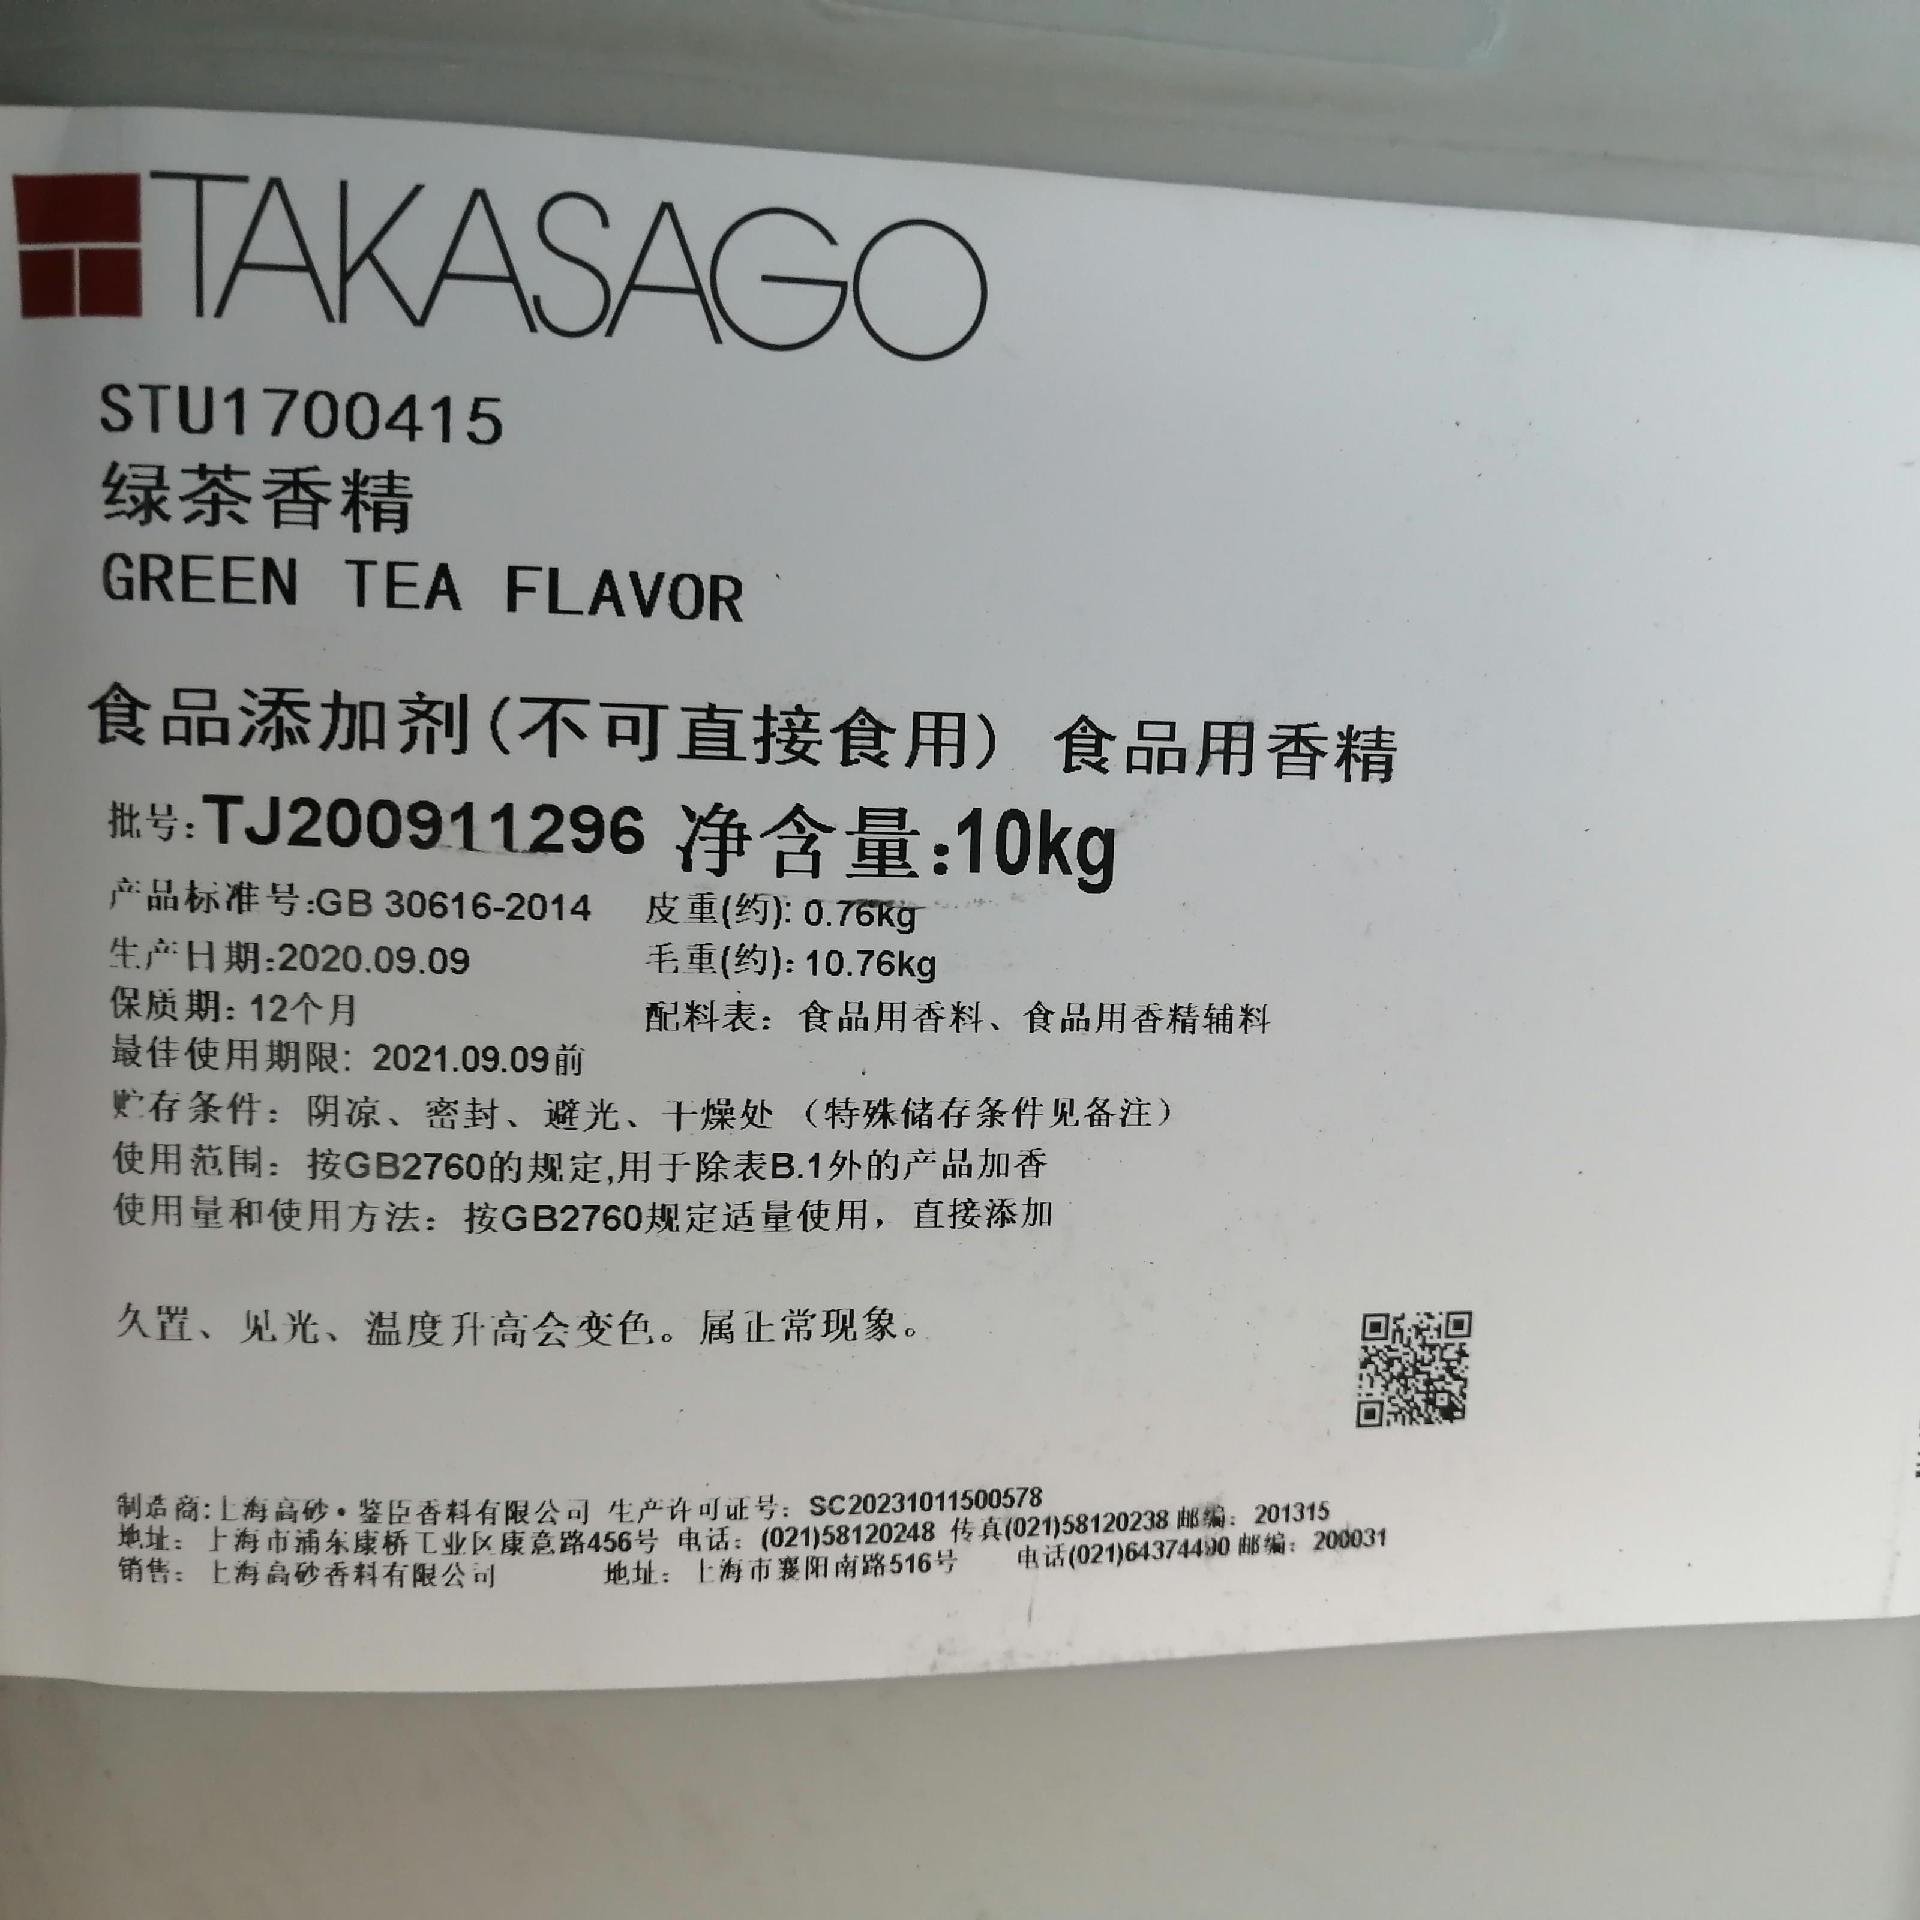 TAKASAGO
STU1700415
绿茶香精
GREEN TEA FLAVOR
食品添加剂(不可直接食用) 食品用香精
批号:TJ200911296 净含量:10kg
产品标准号:GB 30616-2014 皮重(约): 0.76kg
生产日期:2020.09.09 毛重(约): 10.76kg
保质期: 12个月 配料表: 食品用香料、食品用香精辅料
最佳使用期限: 2021.09.09前
贮存条件: 阴凉、密封、避光、干燥处 (特殊储存条件见备注)
使用范围: 按GB2760的规定,用于除表B.1外的产品加香
使用量和使用方法: 按GB2760规定适量使用, 直接添加
久置、见光、温度升高会变色。属正常现象。
制造商:上海高砂·鉴臣香料有限公司 生产许可证号: SC20231011500578
地址: 上海市浦东康桥工业区康意路456号 电话: (021)58120248 传真(021)58120238 邮编: 201315
销售: 上海高砂香料有限公司 地址: 上海市襄阳南路516号 电话 邮编: 200031